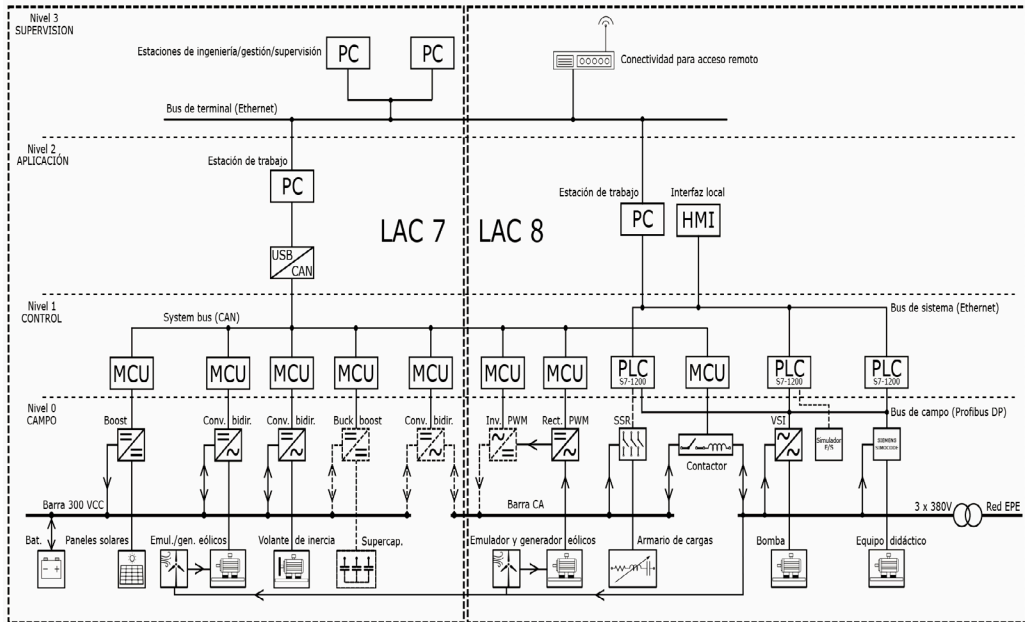 Nivel 3
SUPERVISION
Estaciones de ingeniería/gestión/supervisión
PC
PC
Conectividad para acceso remoto
Bus de terminal (Ethernet)
Nivel 2
APLICACIÓN
Estación de trabajo
PC
LAC 7
LAC 8
Estación de trabajo
PC
Interfaz local
HMI
USB
CAN
Nivel 1
CONTROL
System bus (CAN)
Bus de sistema (Ethernet)
MCU
MCU
MCU
MCU
MCU
MCU
MCU
PLC
S7-1200
MCU
PLC
S7-1200
PLC
S7-1200
Nivel 0
CAMPO
Boost
Conv. bidir.
Conv. bidir.
Buck boost
Conv. bidir.
Inv. PWM
Rect. PWM
SSR
Contactor
VSI
Bus de campo (Profibus DP)
Simulador
E/S
SIEMENS
SIMOCODE
Barra 300 VCC
Barra CA
3 x 380V
Red EPE
Bat.
Paneles solares
Emul./gen. eólicos
Volante de inercia
Supercap.
Emulador y generador eólicos
Armario de cargas
Bomba
Equipo didáctico